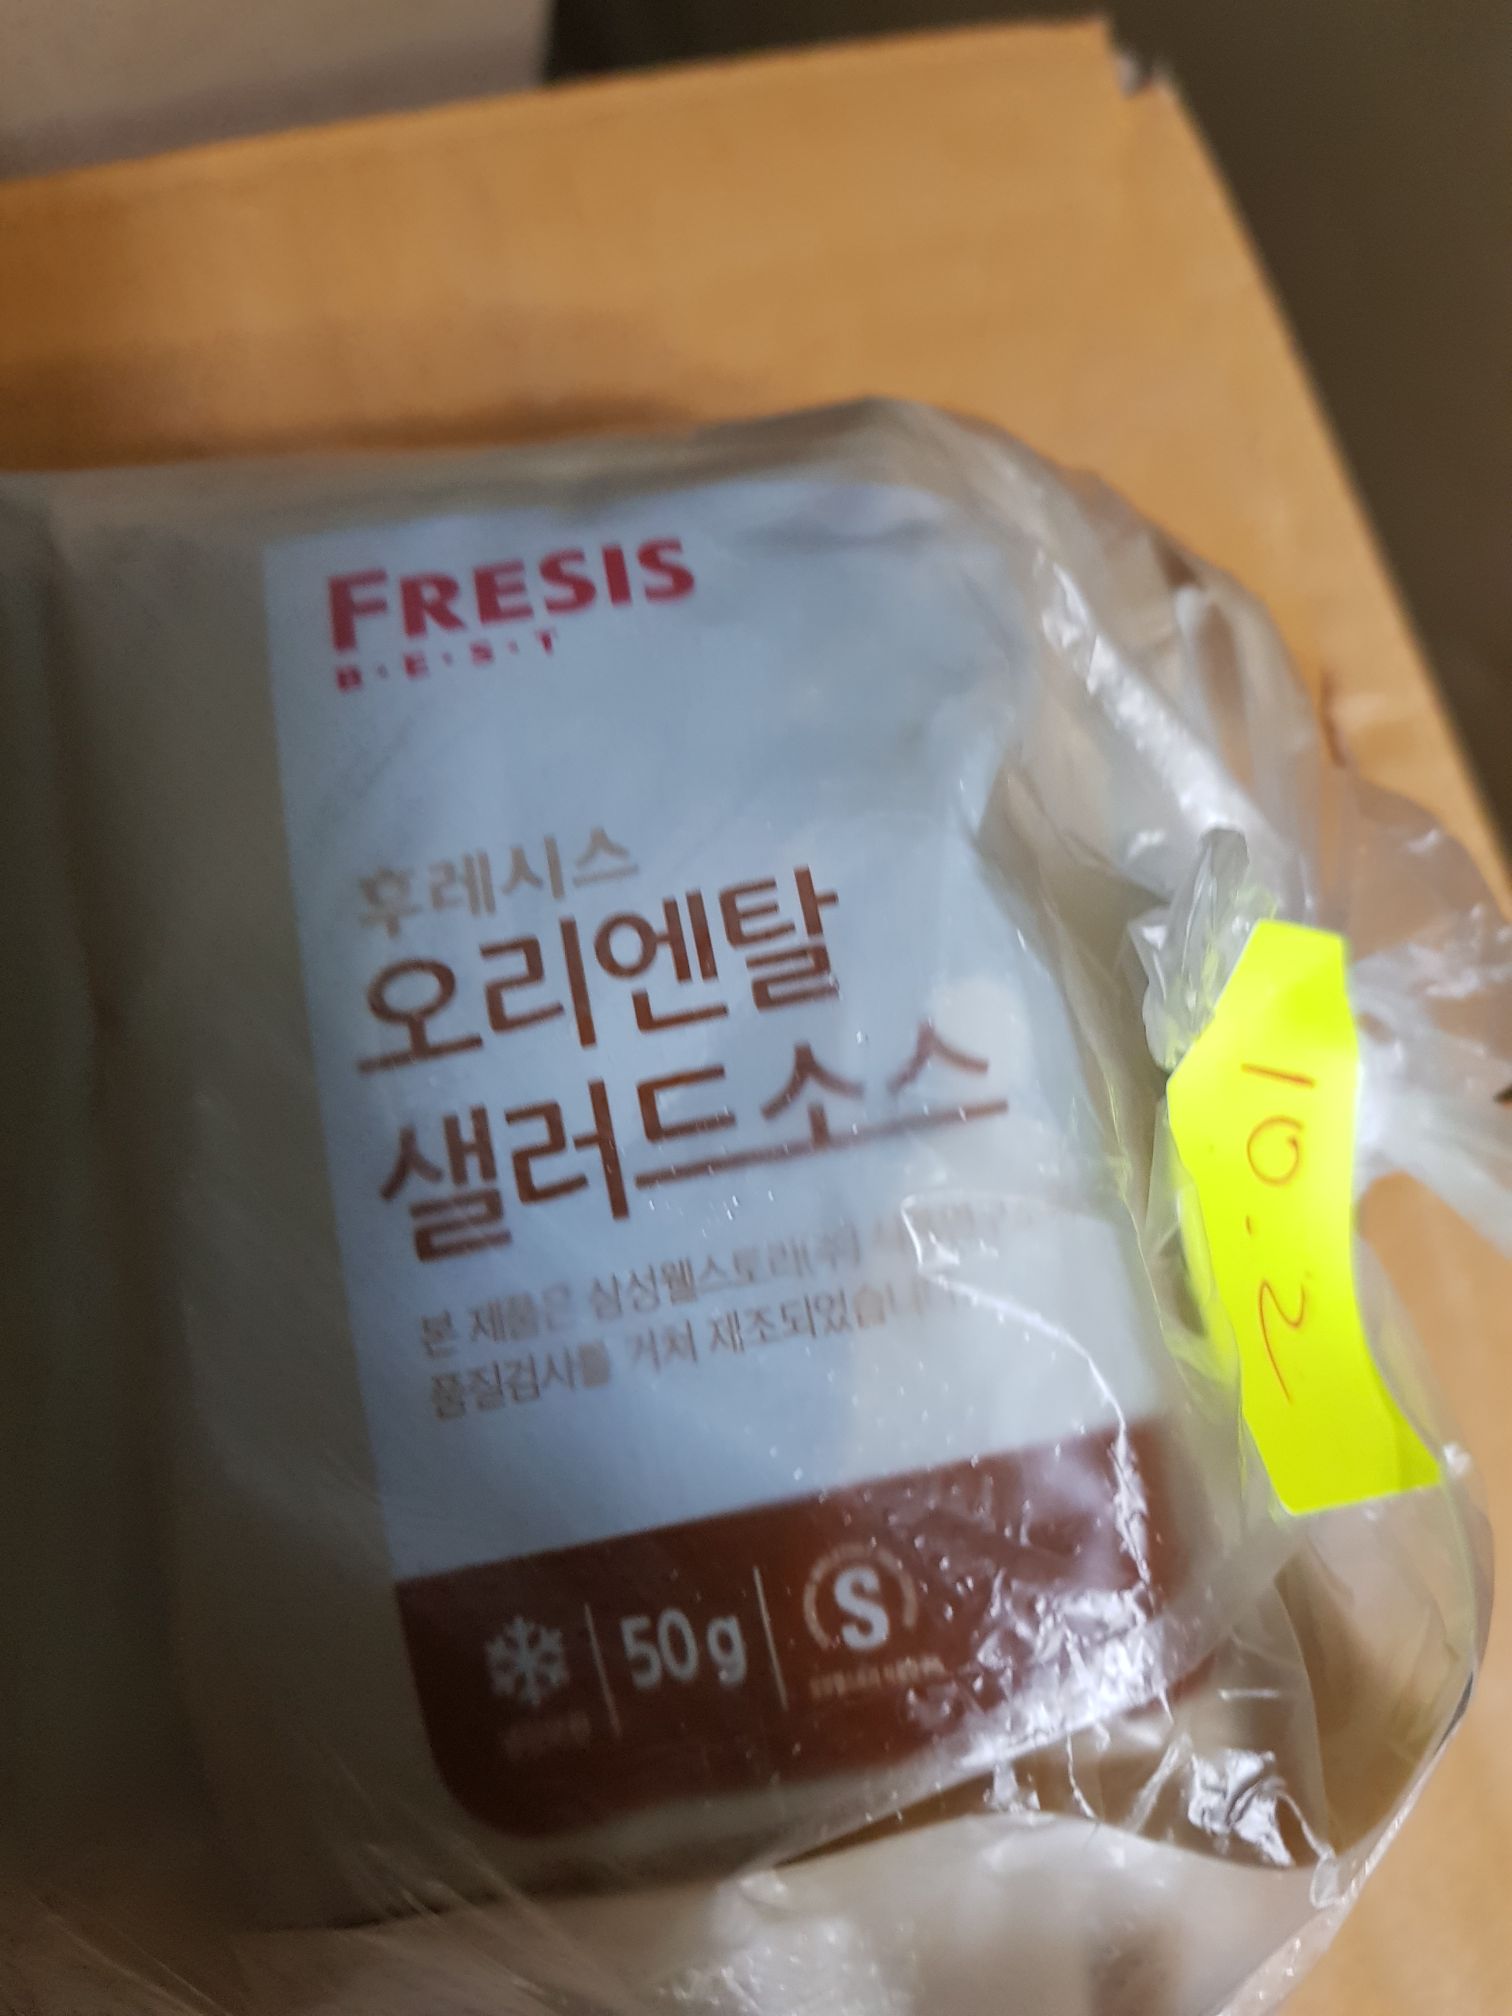 FRESIS
B·E·S·T
후레시스
오리엔탈
샐러드소스
본 제품은 삼성웰스토리(주)
품질검사를 거쳐 제조되었습니다
50g
S
10.2